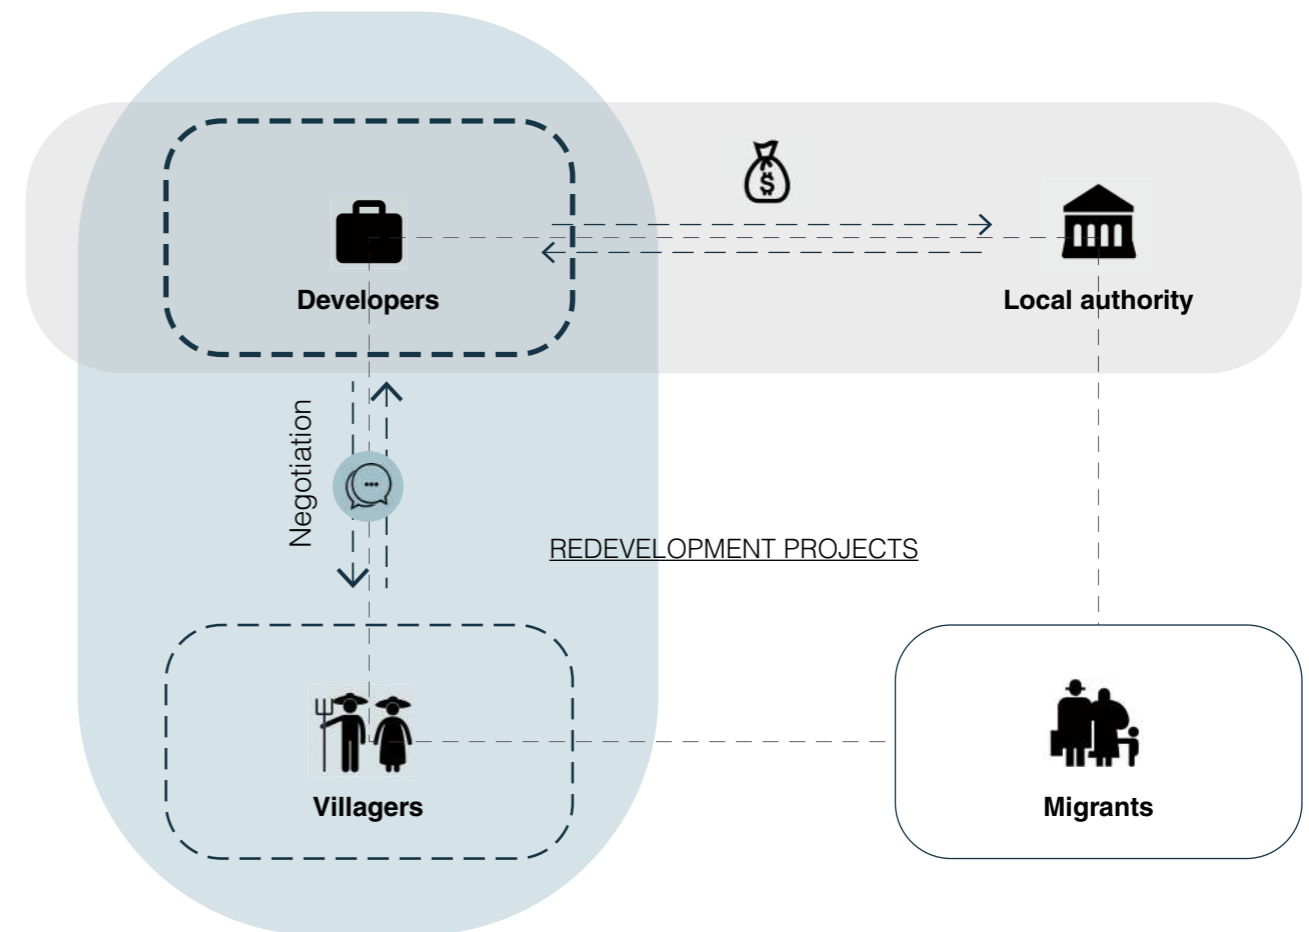 $
Developers
Local authority
Negotiation
REDEVELOPMENT PROJECTS
Villagers
Migrants